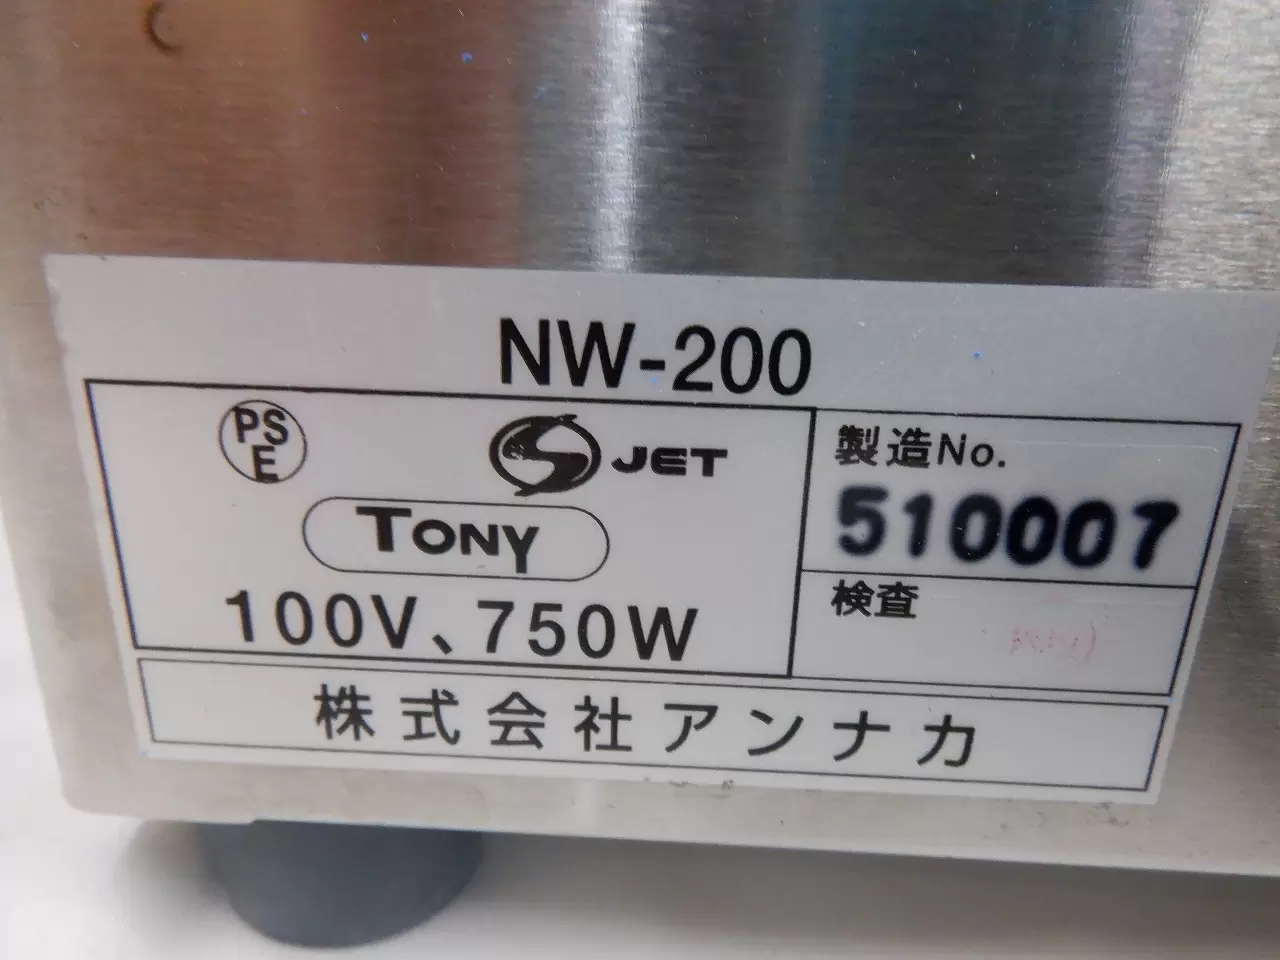 NW-200
PS
E
JET
TONY
100V、750W
製造No.
510007
検査
株式会社アンナカ